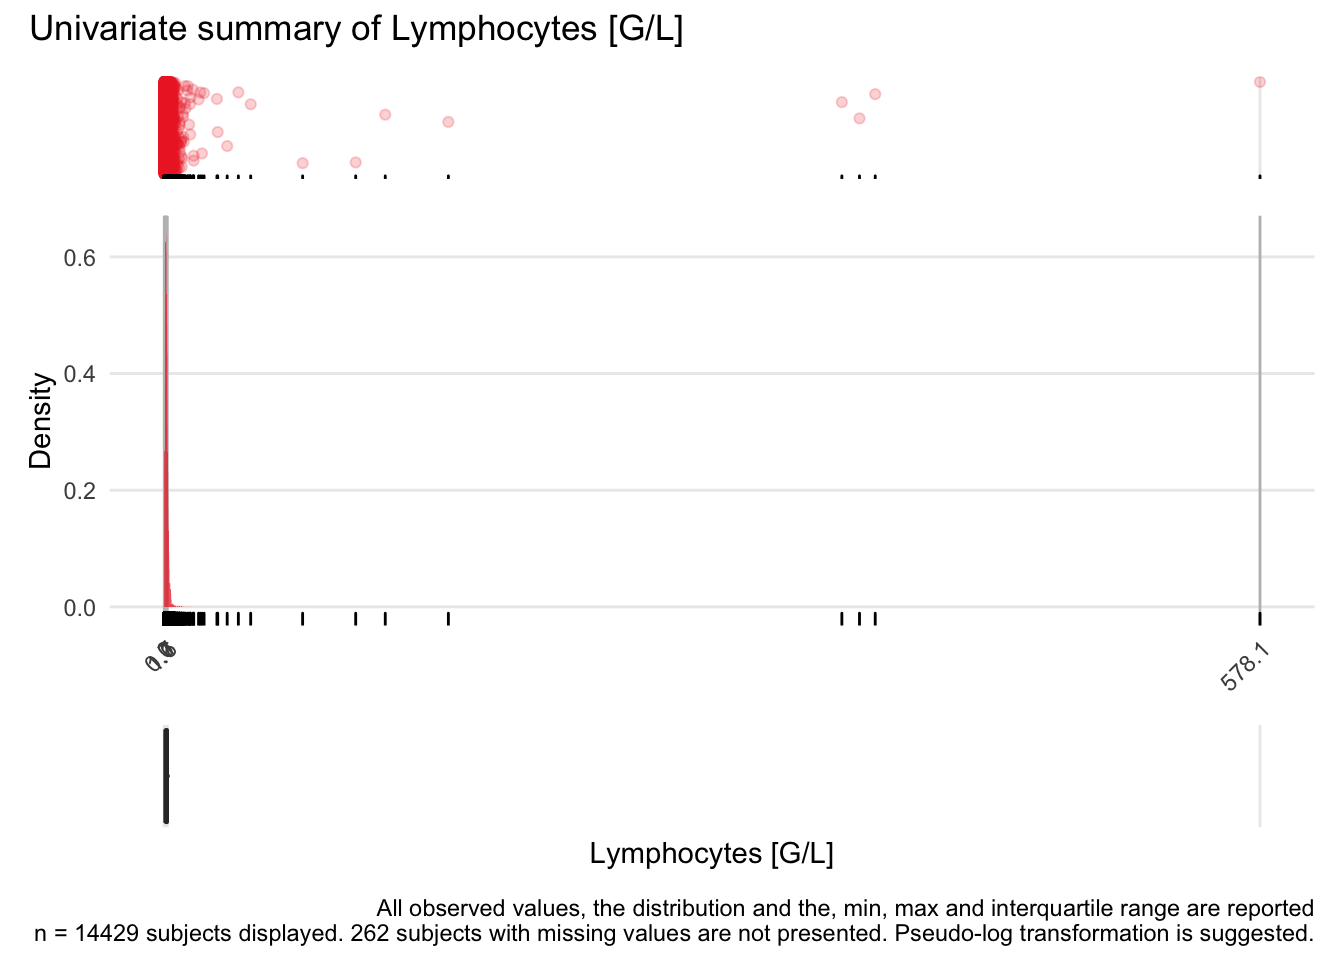 Univariate summary of Lymphocytes [G/L]
0.6
0.4
0.2
0.0
Density
578.1
Lymphocytes [G/L]
All observed values, the distribution and the, min, max and interquartile range are reported
n = 14429 subjects displayed. 262 subjects with missing values are not presented. Pseudo-log transformation is suggested.